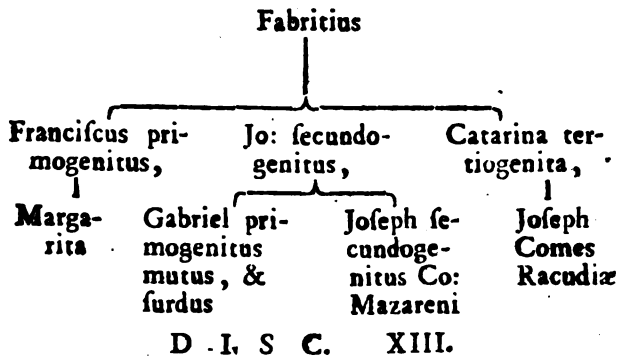 Fabritius
Franciſcus pri-
mogenitus,
Jo: ſecundo-
genitus,
Catarina ter-
tiogenita,
Marga-
rita
Gabriel pri-
mogenitus
mutus, &
ſurdus
Joſeph ſe-
cundoge-
nitus Co:
Mazareni
Joſeph
Comes
Racudiæ
D I. S C. XIII.